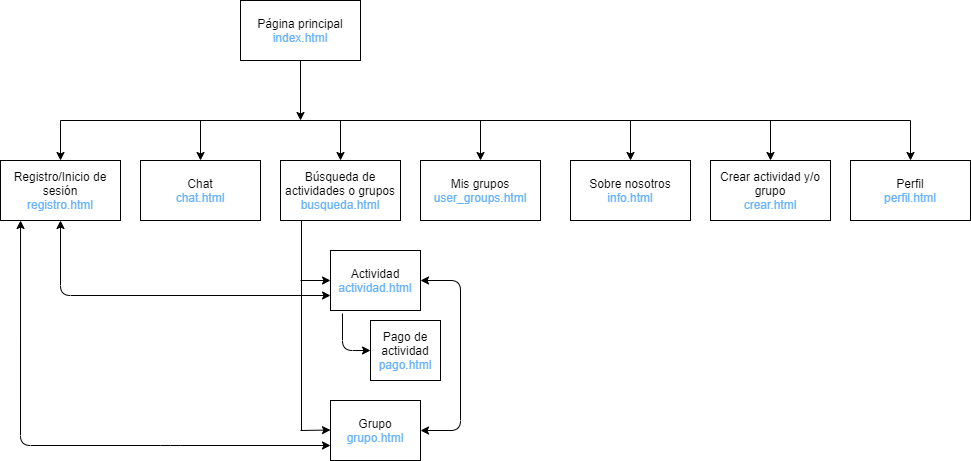 Página principal
index.html
Registro/Inicio de
sesión
registro.html
Chat
chat.html
Búsqueda de
actividades o grupos
busqueda.html
Mis grupos
user_groups.html
Sobre nosotros
info.html
Crear actividad y/o
grupo
crear.html
Perfil
perfil.html
Actividad
actividad.html
Pago de
actividad
pago.html
Grupo
grupo.html